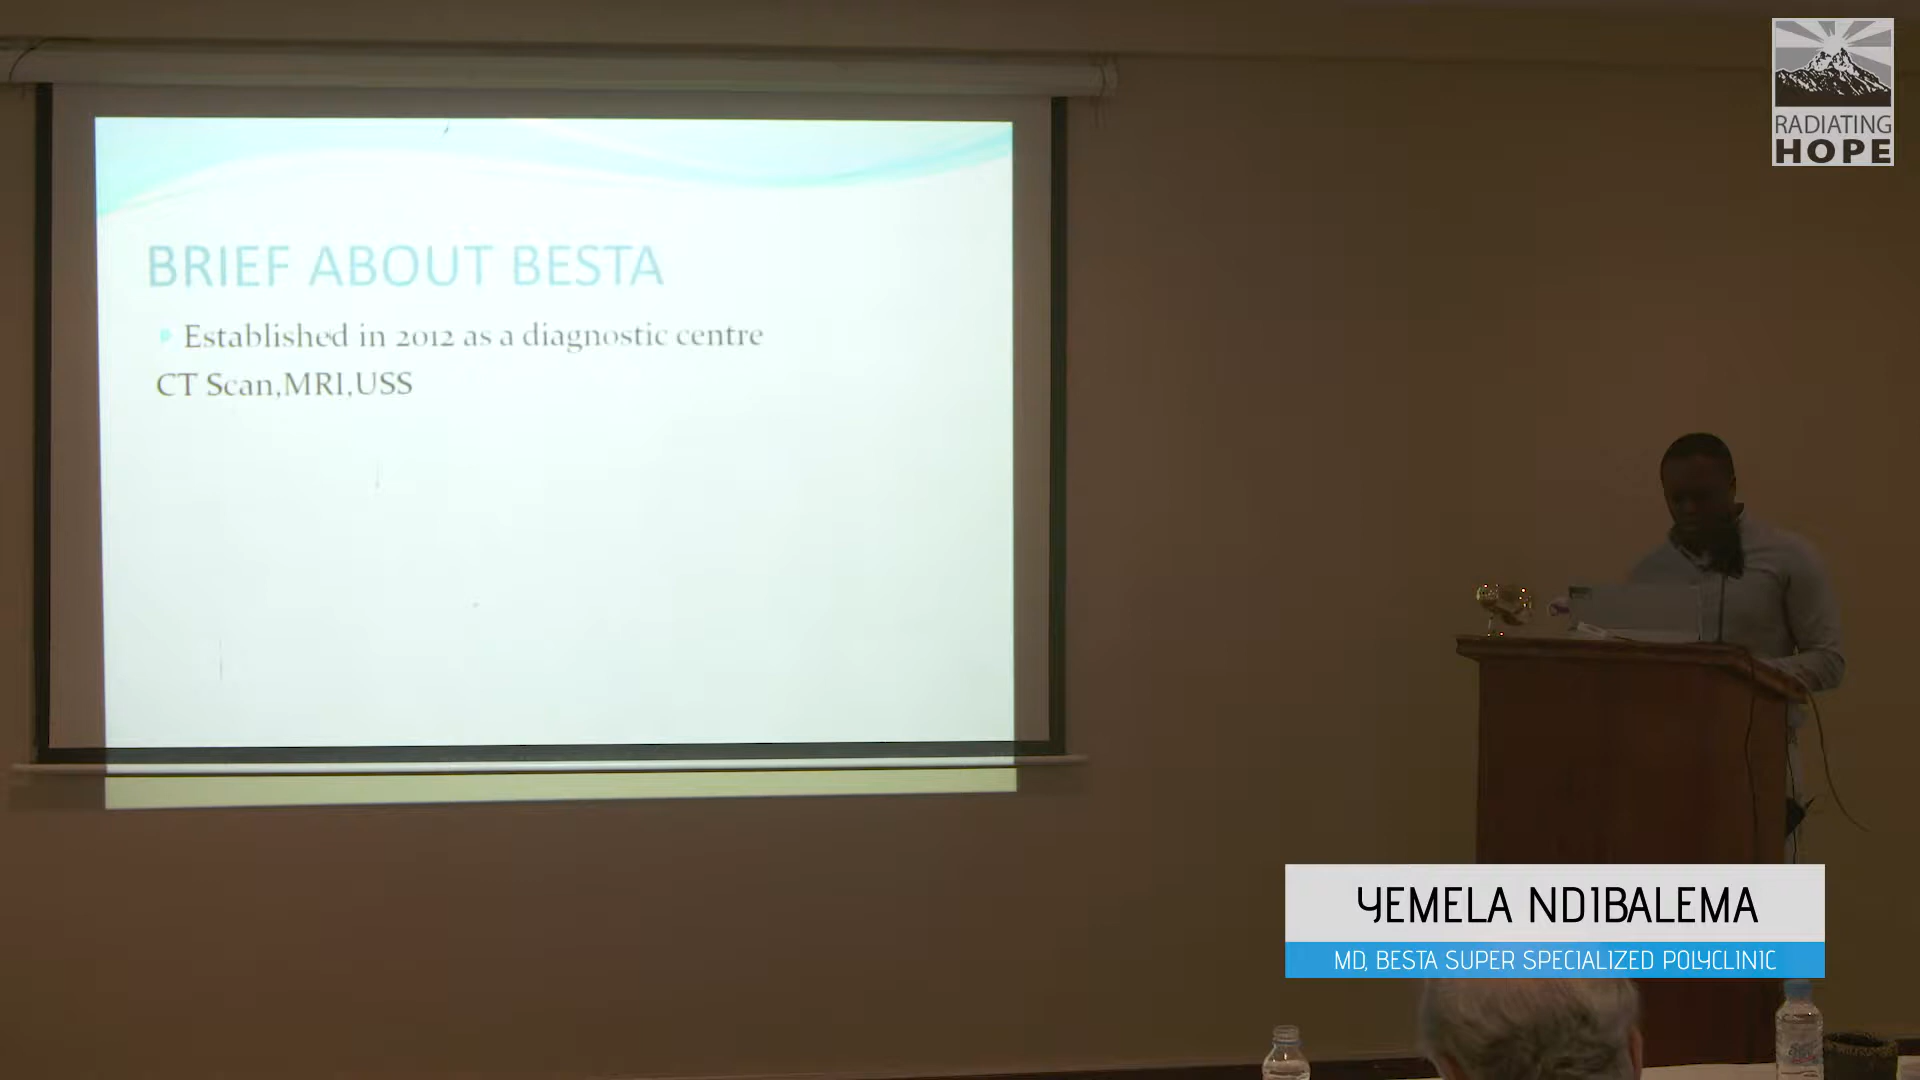 RADIATING
HOPE
BRIEF ABOUT BESTA
Established in 2012 as a diagnostic centre
CT Scan,MRI,USS
YEMELA NDIBALEMA
MD, BESTA SUPER SPECIALIZED POLYCLINIC